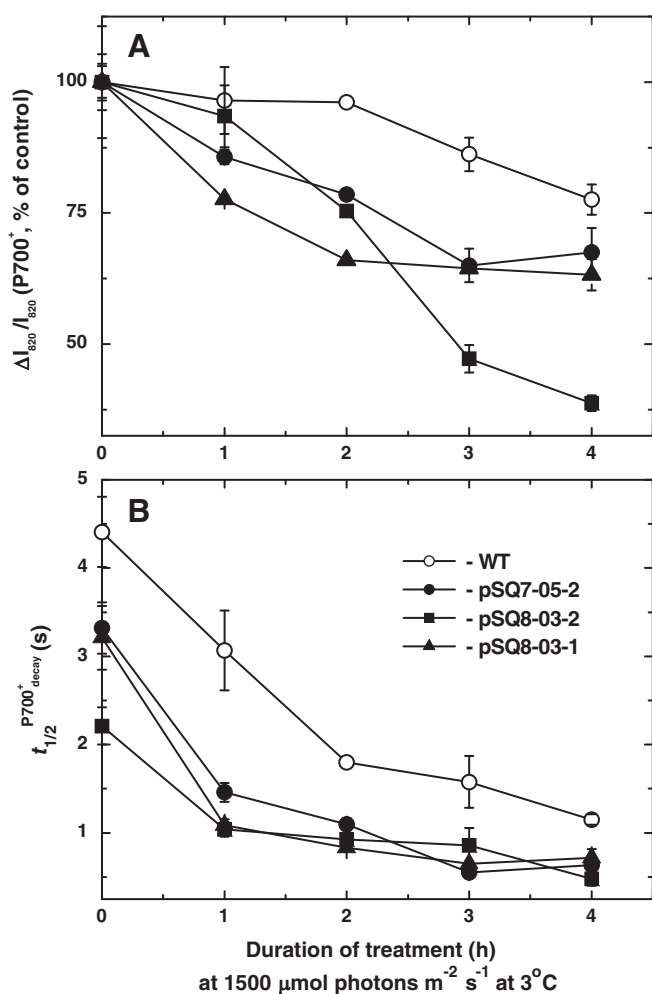 A
100
75
50
ΔI₈₂₀/I₈₂₀ (P700⁺, % of control)
0 1 2 3 4
B
5
4
3
2
1
t₁/₂ᴾ⁷⁰⁰⁺ ᵈᵉᶜᵃʸ (s)
- WT
- pSQ7-05-2
- pSQ8-03-2
- pSQ8-03-1
0 1 2 3 4
Duration of treatment (h)
at 1500 μmol photons m⁻² s⁻¹ at 3°C